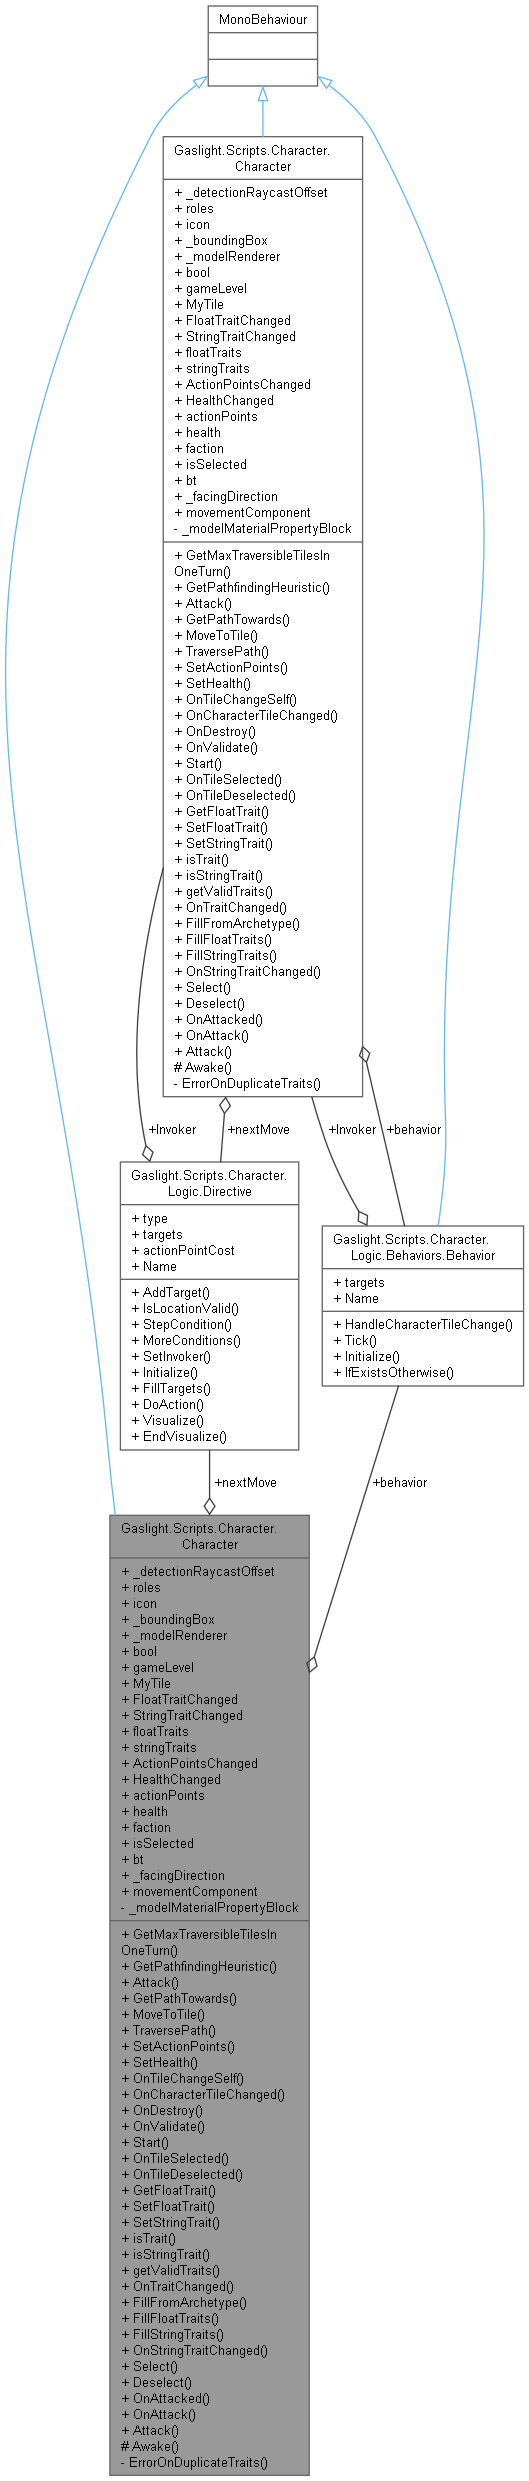 MonoBehaviour
Gaslight.Scripts.Character.
Character
+ _detectionRaycastOffset
+ roles
+ icon
+ _boundingBox
+ _modelRenderer
+ bool
+ gameLevel
+ MyTile
+ FloatTraitChanged
+ StringTraitChanged
+ floatTraits
+ stringTraits
+ ActionPointsChanged
+ HealthChanged
+ actionPoints
+ health
+ faction
+ isSelected
+ bt
+ _facingDirection
+ movementComponent
- _modelMaterialPropertyBlock
+ GetMaxTraversibleTilesIn
OneTurn()
+ GetPathfindingHeuristic()
+ Attack()
+ GetPathTowards()
+ MoveToTile()
+ TraversePath()
+ SetActionPoints()
+ SetHealth()
+ OnTileChangeSelf()
+ OnCharacterTileChanged()
+ OnDestroy()
+ OnValidate()
+ Start()
+ OnTileSelected()
+ OnTileDeselected()
+ GetFloatTrait()
+ SetFloatTrait()
+ SetStringTrait()
+ isTrait()
+ isStringTrait()
+ getValidTraits()
+ OnTraitChanged()
+ FillFromArchetype()
+ FillFloatTraits()
+ FillStringTraits()
+ OnStringTraitChanged()
+ Select()
+ Deselect()
+ OnAttacked()
+ OnAttack()
+ Attack()
# Awake()
- ErrorOnDuplicateTraits()
+Invoker
+nextMove
+Invoker
+behavior
Gaslight.Scripts.Character.
Logic.Directive
+ type
+ targets
+ actionPointCost
+ Name
+ AddTarget()
+ IsLocationValid()
+ StepCondition()
+ MoreConditions()
+ SetInvoker()
+ Initialize()
+ FillTargets()
+ DoAction()
+ Visualize()
+ EndVisualize()
Gaslight.Scripts.Character.
Logic.Behaviors.Behavior
+ targets
+ Name
+ HandleCharacterTileChange()
+ Tick()
+ Initialize()
+ IfExistsOtherwise()
+nextMove
+behavior
Gaslight.Scripts.Character.
Character
+ _detectionRaycastOffset
+ roles
+ icon
+ _boundingBox
+ _modelRenderer
+ bool
+ gameLevel
+ MyTile
+ FloatTraitChanged
+ StringTraitChanged
+ floatTraits
+ stringTraits
+ ActionPointsChanged
+ HealthChanged
+ actionPoints
+ health
+ faction
+ isSelected
+ bt
+ _facingDirection
+ movementComponent
- _modelMaterialPropertyBlock
+ GetMaxTraversibleTilesIn
OneTurn()
+ GetPathfindingHeuristic()
+ Attack()
+ GetPathTowards()
+ MoveToTile()
+ TraversePath()
+ SetActionPoints()
+ SetHealth()
+ OnTileChangeSelf()
+ OnCharacterTileChanged()
+ OnDestroy()
+ OnValidate()
+ Start()
+ OnTileSelected()
+ OnTileDeselected()
+ GetFloatTrait()
+ SetFloatTrait()
+ SetStringTrait()
+ isTrait()
+ isStringTrait()
+ getValidTraits()
+ OnTraitChanged()
+ FillFromArchetype()
+ FillFloatTraits()
+ FillStringTraits()
+ OnStringTraitChanged()
+ Select()
+ Deselect()
+ OnAttacked()
+ OnAttack()
+ Attack()
# Awake()
- ErrorOnDuplicateTraits()